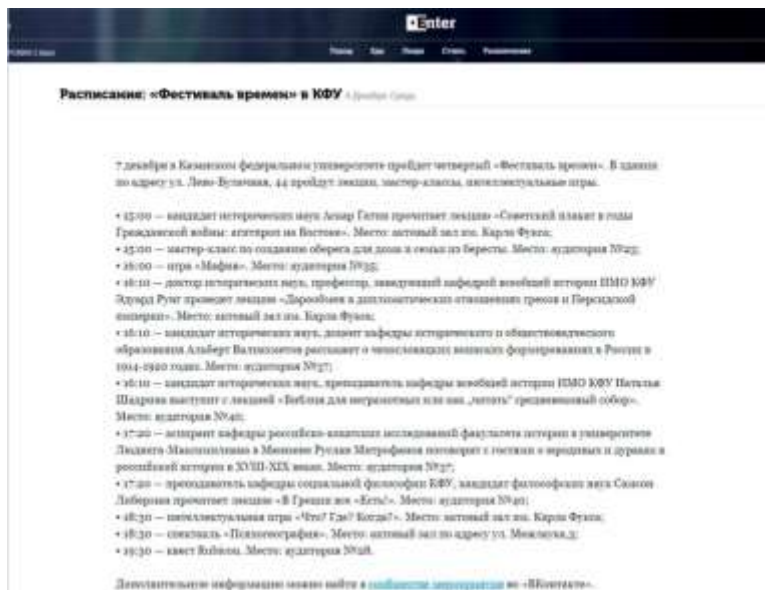 Enter
Расписание: «Фестиваль времен» в КФУ
7 декабря в Казанском федеральном университете пройдет четвертый «Фестиваль времен». В здании
по адресу ул. Лево-Булачная, 44 пройдут лекции, мастер-классы, интеллектуальные игры.
• 15:00 — кандидат исторических наук Аскар Гатин прочитает лекцию «Советский плакат в годы
Гражданской войны: агитпроп на Востоке». Место: актовый зал им. Карла Фукса;
• 15:00 — мастер-класс по созданию оберега для дома и семьи из бересты. Место: аудитория №23;
• 16:00 — игра «Мафия». Место: аудитория №35;
• 16:10 — доктор исторических наук, профессор, заведующий кафедрой всеобщей истории ИМО КФУ
Эдуард Рунг проведет лекцию «Дарообмен в дипломатических отношениях греков и Персидской
империи». Место: актовый зал им. Карла Фукса;
• 16:10 — кандидат исторических наук, доцент кафедры исторического и обществоведческого
образования Альберт Валиахметов расскажет о чехословацких воинских формированиях в России в
1914-1920 годах. Место: аудитория №37;
• 16:10 — кандидат исторических наук, преподаватель кафедры всеобщей истории ИМО КФУ Наталья
Шадрина выступит с лекцией «Библия для неграмотных или как „читать“ средневековый собор».
Место: аудитория №40;
• 17:20 — аспирант кафедры российско-азиатских исследований факультета истории в университете
Людвига-Максимилиана в Мюнхене Руслан Митрофанов поговорит с гостями о юродивых и дураках в
российской истории в XVIII-XIX веках. Место: аудитория №37;
• 17:20 — преподаватель кафедры социальной философии КФУ, кандидат философских наук Самсон
Либерман прочитает лекцию «В Греции все «Есть!». Место: аудитория №40;
• 18:30 — интеллектуальная игра «Что? Где? Когда?». Место: актовый зал им. Карла Фукса;
• 18:30 — спектакль «Психогеография». Место: актовый зал по адресу ул. Межлаука,3;
• 19:30 — квест Rubicon. Место: аудитория №28.
Дополнительную информацию можно найти в сообществе мероприятия во «ВКонтакте».